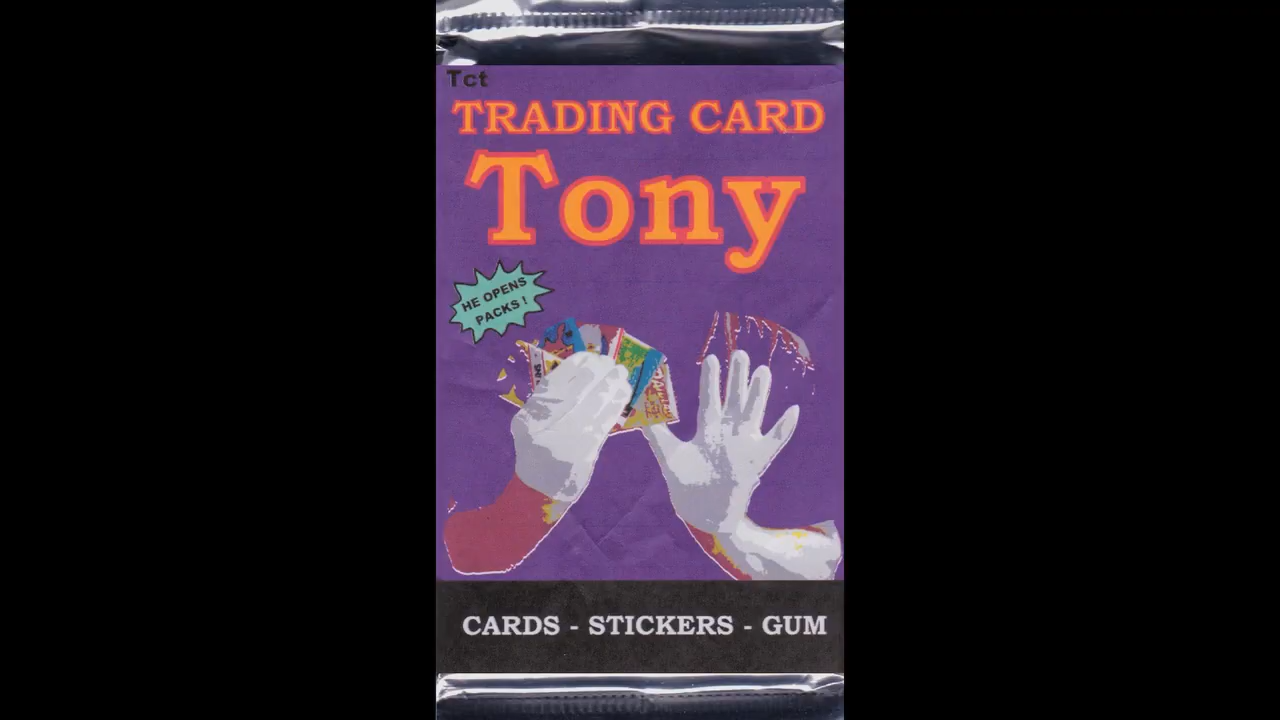 Tct
TRADING CARD
Tony
HE OPENS
PACKS!
CARDS - STICKERS - GUM